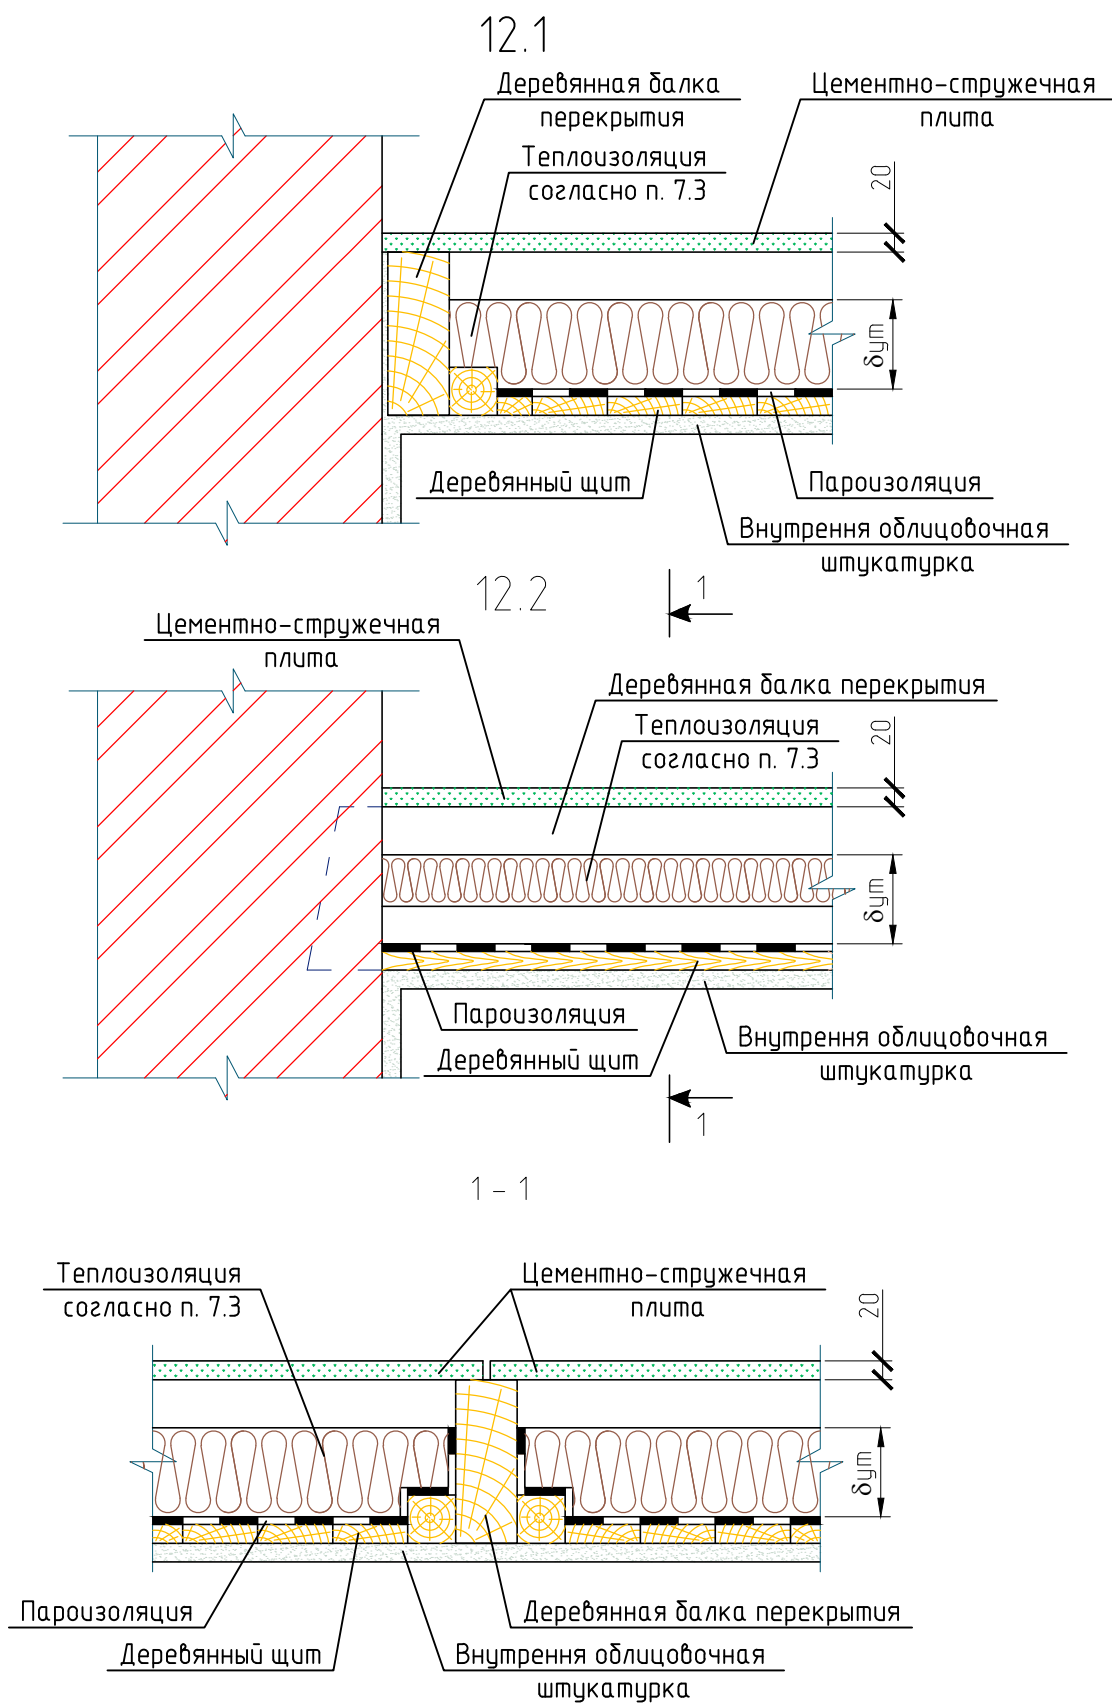 12.1
Деревянная балка
перекрытия
Цементно-стружечная
плита
Теплоизоляция
согласно п. 7.3
20
δут
Деревянный щит
Пароизоляция
Внутрення облицовочная
штукатурка
12.2
1
Цементно-стружечная
плита
Деревянная балка перекрытия
Теплоизоляция
согласно п. 7.3
20
δут
Пароизоляция
Деревянный щит
Внутрення облицовочная
штукатурка
1
1 - 1
Теплоизоляция
согласно п. 7.3
Цементно-стружечная
плита
20
δут
Пароизоляция
Деревянная балка перекрытия
Деревянный щит
Внутрення облицовочная
штукатурка